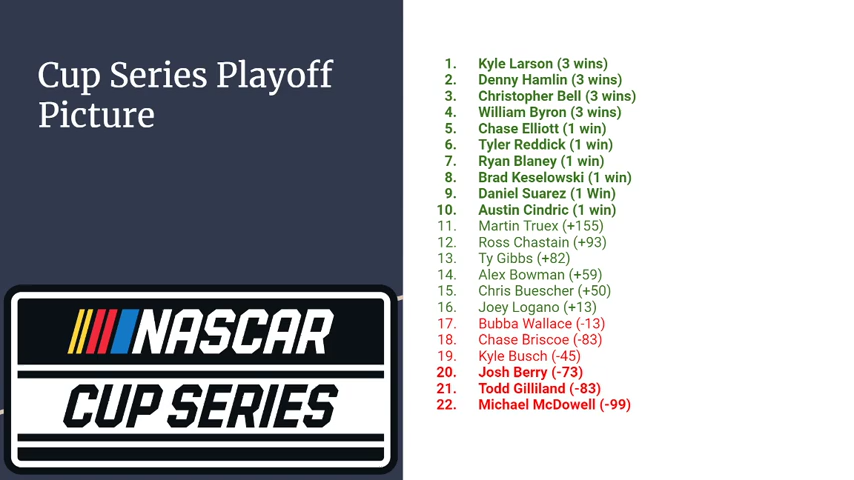 Cup Series Playoff
Picture
1. Kyle Larson (3 wins)
2. Denny Hamlin (3 wins)
3. Christopher Bell (3 wins)
4. William Byron (3 wins)
5. Chase Elliott (1 win)
6. Tyler Reddick (1 win)
7. Ryan Blaney (1 win)
8. Brad Keselowski (1 win)
9. Daniel Suarez (1 Win)
10. Austin Cindric (1 win)
11. Martin Truex (+155)
12. Ross Chastain (+93)
13. Ty Gibbs (+82)
14. Alex Bowman (+59)
15. Chris Buescher (+50)
16. Joey Logano (+13)
17. Bubba Wallace (-13)
18. Chase Briscoe (-83)
19. Kyle Busch (-45)
20. Josh Berry (-73)
21. Todd Gilliland (-83)
22. Michael McDowell (-99)
NASCAR
CUP SERIES